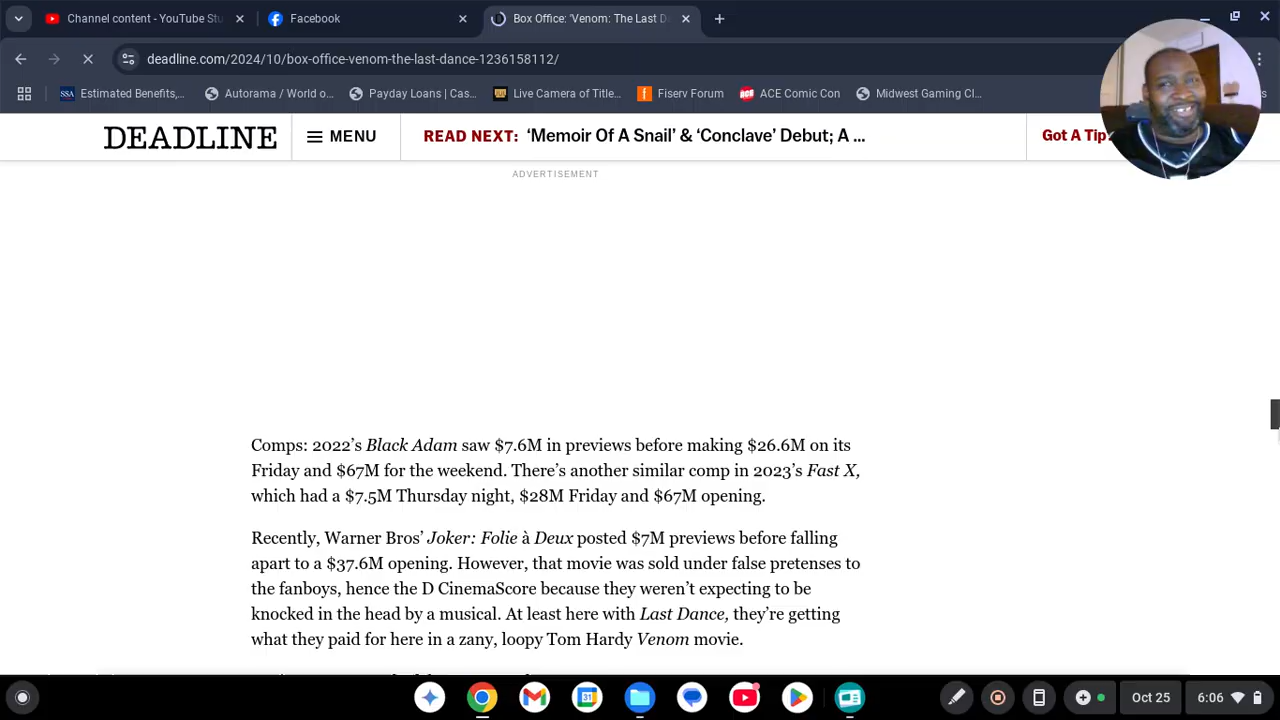 Channel content - YouTube Stu
Facebook
Box Office: 'Venom: The Last D
deadline.com/2024/10/box-office-venom-the-last-dance-1236158112/
Estimated Benefits,...
Autorama / World o...
Payday Loans | Cas...
Live Camera of Title...
Fiserv Forum
ACE Comic Con
Midwest Gaming Cl...
DEADLINE
MENU
READ NEXT: ‘Memoir Of A Snail’ & ‘Conclave’ Debut; A ...
Got A Tip?
ADVERTISEMENT
Comps: 2022’s Black Adam saw $7.6M in previews before making $26.6M on its
Friday and $67M for the weekend. There’s another similar comp in 2023’s Fast X,
which had a $7.5M Thursday night, $28M Friday and $67M opening.
Recently, Warner Bros’ Joker: Folie à Deux posted $7M previews before falling
apart to a $37.6M opening. However, that movie was sold under false pretenses to
the fanboys, hence the D CinemaScore because they weren’t expecting to be
knocked in the head by a musical. At least here with Last Dance, they’re getting
what they paid for here in a zany, loopy Tom Hardy Venom movie.
31
Oct 25
6:06